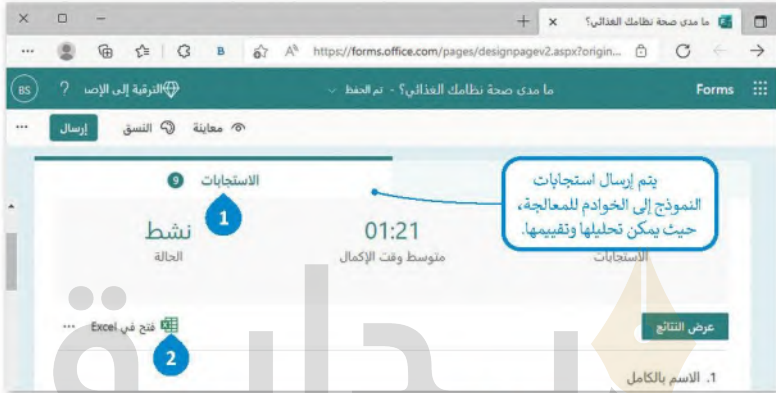 ما مدى صحة نظامك الغذائي؟
https://forms.office.com/pages/designpagev2.aspx?origin...
Forms
ما مدى صحة نظامك الغذائي؟ - تم الحفظ
الترقية إلى الإصد
?
BS
معاينة
النسق
إرسال
يتم إرسال استجابات
النموذج إلى الخوادم للمعالجة،
حيث يمكن تحليلها وتقييمها.
الاستجابات 9
1
الاستجابات
01:21
متوسط وقت الإكمال
نشط
الحالة
عرض النتائج
فتح في Excel
2
1. الاسم بالكامل
بداية